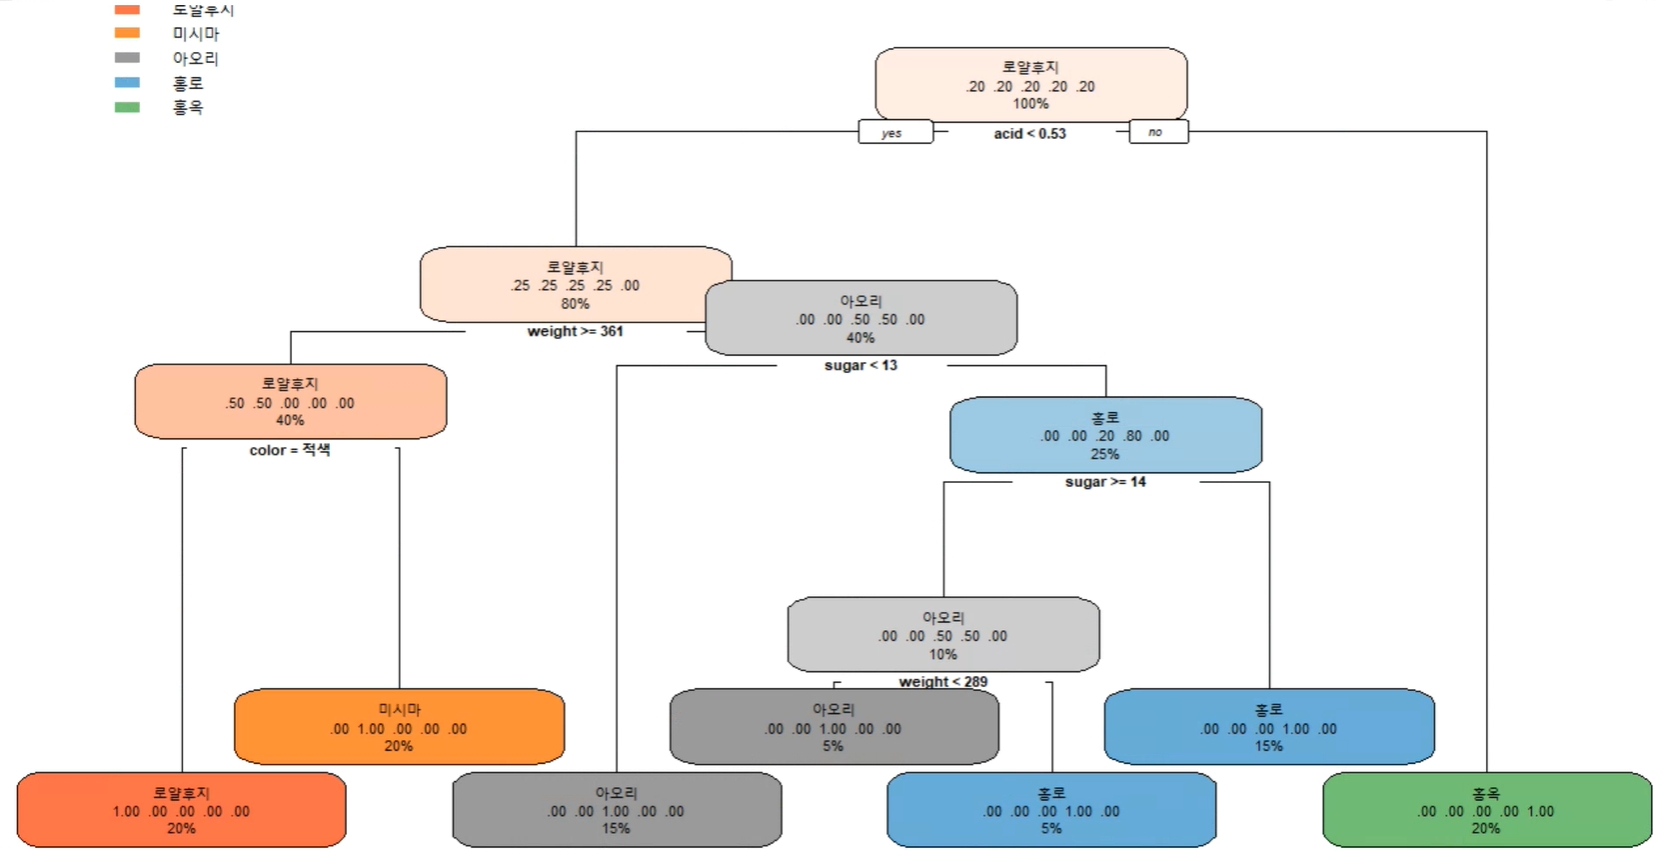 로얄후지
미시마
아오리
홍로
홍옥
로얄후지
.20 .20 .20 .20 .20
100%
yes
acid < 0.53
no
로얄후지
.25 .25 .25 .25 .00
80%
weight >= 361
아오리
.00 .00 .50 .50 .00
40%
sugar < 13
로얄후지
.50 .50 .00 .00 .00
40%
color = 적색
홍로
.00 .00 .20 .80 .00
25%
sugar >= 14
아오리
.00 .00 .50 .50 .00
10%
weight < 289
미시마
.00 1.00 .00 .00 .00
20%
아오리
.00 .00 1.00 .00 .00
5%
홍로
.00 .00 .00 1.00 .00
15%
로얄후지
1.00 .00 .00 .00 .00
20%
아오리
.00 .00 1.00 .00 .00
15%
홍로
.00 .00 .00 1.00 .00
5%
홍옥
.00 .00 .00 .00 1.00
20%